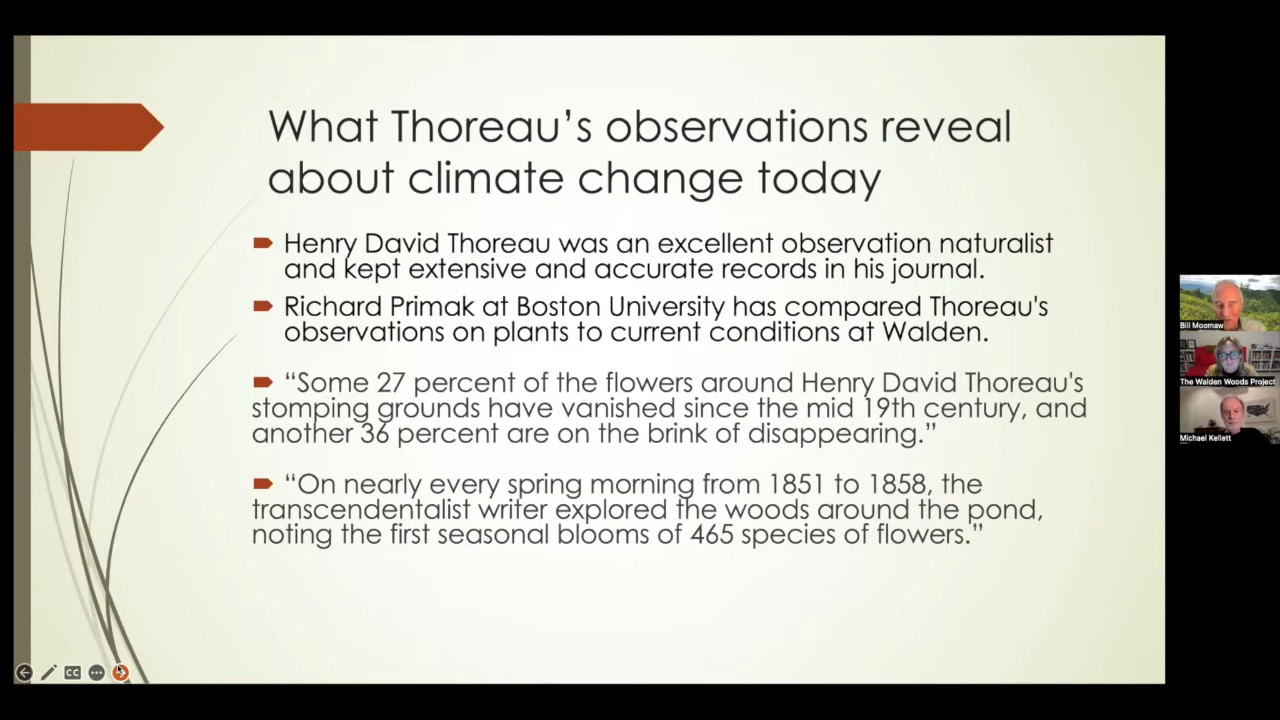 What Thoreau's observations reveal
about climate change today
Henry David Thoreau was an excellent observation naturalist
and kept extensive and accurate records in his journal.
Richard Primak at Boston University has compared Thoreau's
observations on plants to current conditions at Walden.
“Some 27 percent of the flowers around Henry David Thoreau's
stomping grounds have vanished since the mid 19th century, and
another 36 percent are on the brink of disappearing.”
“On nearly every spring morning from 1851 to 1858, the
transcendentalist writer explored the woods around the pond,
noting the first seasonal blooms of 465 species of flowers.”
Bill Moomaw
The Walden Woods Project
Michael Kellett
CC